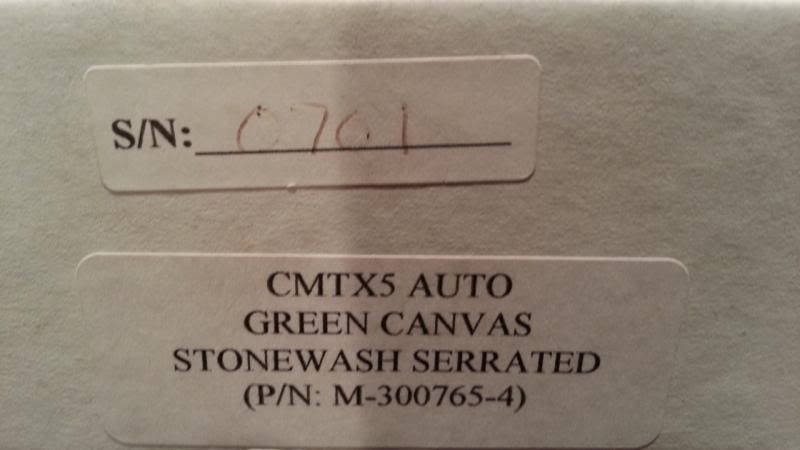 S/N: 0701
CMTX5 AUTO
GREEN CANVAS
STONEWASH SERRATED
(P/N: M-300765-4)